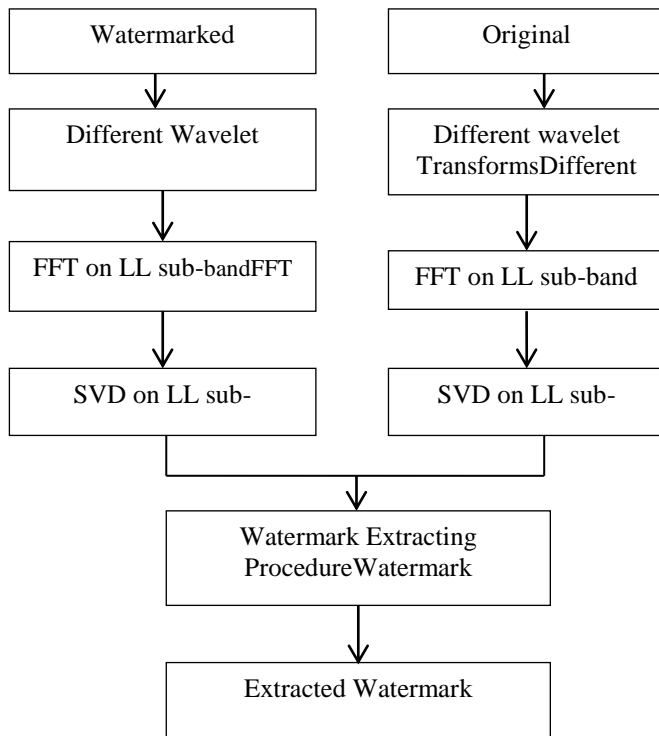 Watermarked
Original
Different Wavelet
Different wavelet
TransformsDifferent
FFT on LL sub-bandFFT
FFT on LL sub-band
SVD on LL sub-
SVD on LL sub-
Watermark Extracting
ProcedureWatermark
Extracted Watermark